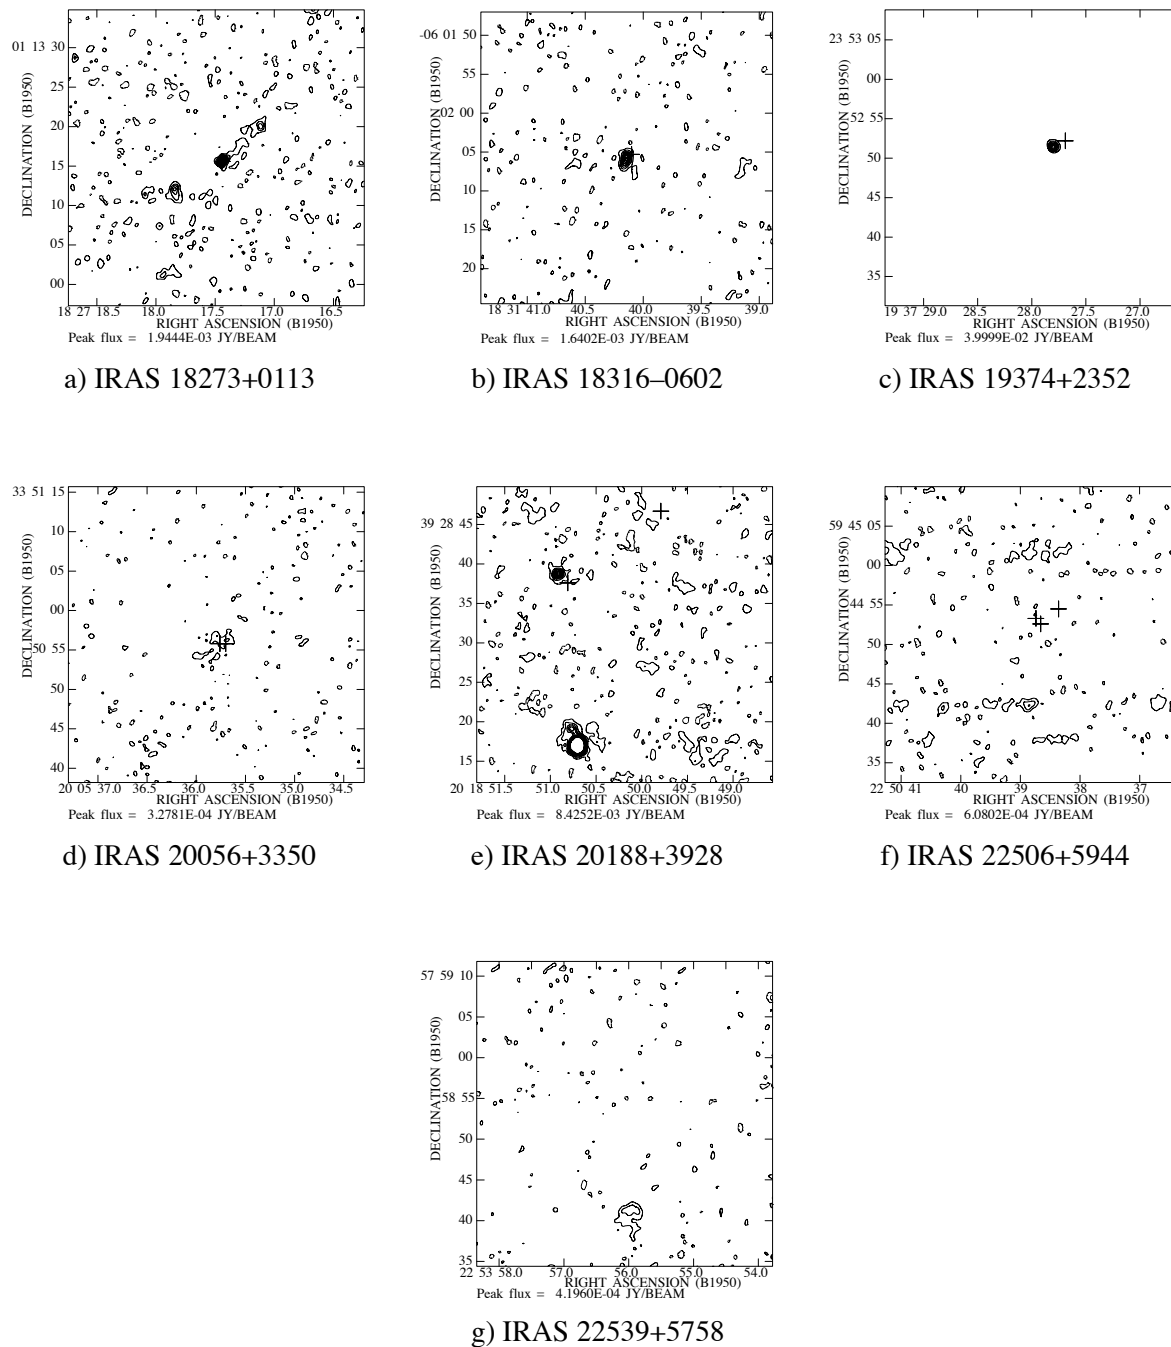 01 13 30
25
20
15
10
05
00
DECLINATION (B1950)
18 27 18.5 18.0 17.5 17.0 16.5
RIGHT ASCENSION (B1950)
Peak flux = 1.9444E-03 JY/BEAM
a) IRAS 18273+0113
-06 01 50
55
02 00
05
10
15
20
DECLINATION (B1950)
18 31 41.0 40.5 40.0 39.5 39.0
RIGHT ASCENSION (B1950)
Peak flux = 1.6402E-03 JY/BEAM
b) IRAS 18316–0602
23 53 05
00
52 55
50
45
40
35
DECLINATION (B1950)
19 37 29.0 28.5 28.0 27.5 27.0
RIGHT ASCENSION (B1950)
Peak flux = 3.9999E-02 JY/BEAM
c) IRAS 19374+2352
33 51 15
10
05
00
50 55
50
45
40
DECLINATION (B1950)
20 05 37.0 36.5 36.0 35.5 35.0 34.5
RIGHT ASCENSION (B1950)
Peak flux = 3.2781E-04 JY/BEAM
d) IRAS 20056+3350
39 28 45
40
35
30
25
20
15
DECLINATION (B1950)
20 18 51.5 51.0 50.5 50.0 49.5 49.0
RIGHT ASCENSION (B1950)
Peak flux = 8.4252E-03 JY/BEAM
e) IRAS 20188+3928
59 45 05
00
44 55
50
45
40
35
DECLINATION (B1950)
22 50 41 40 39 38 37
RIGHT ASCENSION (B1950)
Peak flux = 6.0802E-04 JY/BEAM
f) IRAS 22506+5944
57 59 10
05
00
58 55
50
45
40
35
DECLINATION (B1950)
22 53 58.0 57.0 56.0 55.0 54.0
RIGHT ASCENSION (B1950)
Peak flux = 4.1960E-04 JY/BEAM
g) IRAS 22539+5758